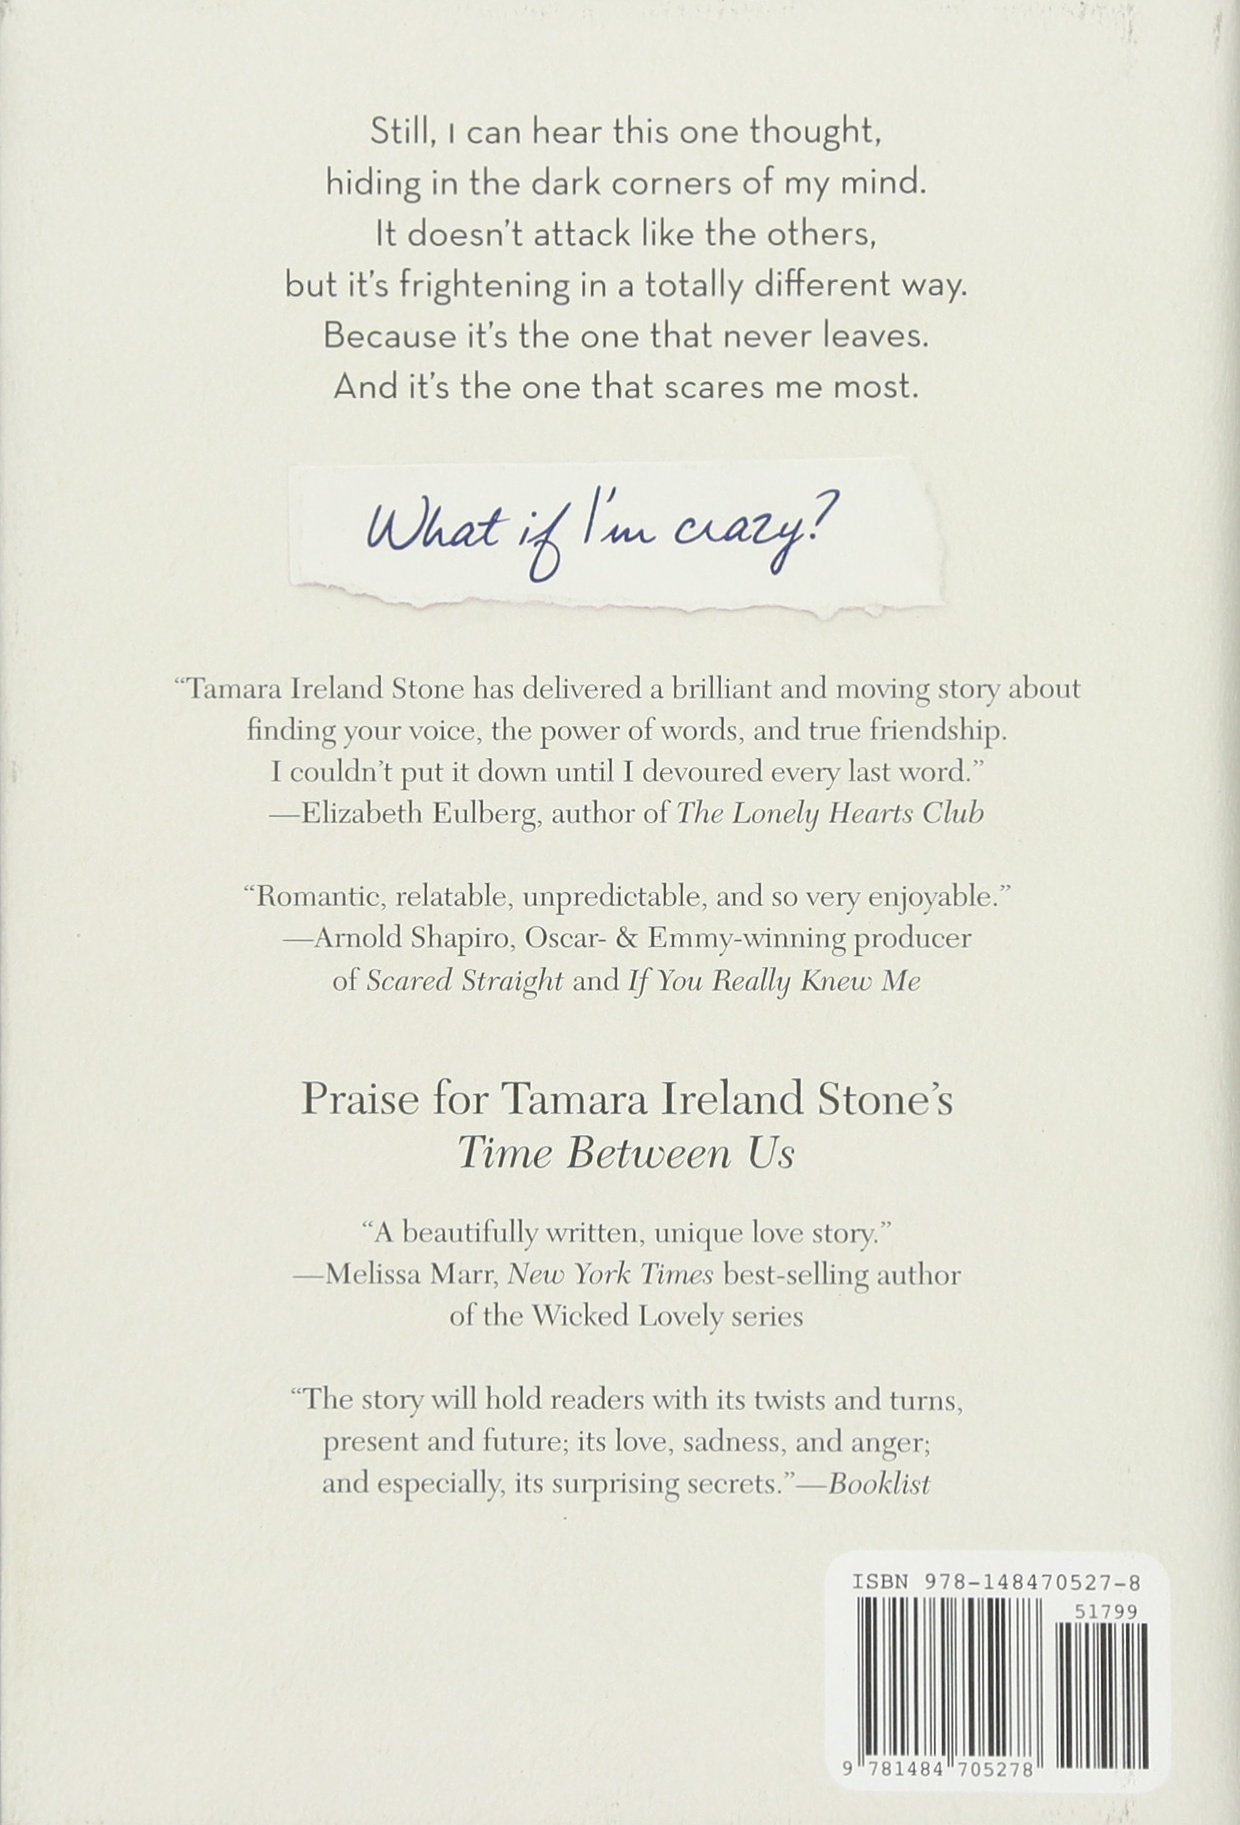 Still, I can hear this one thought,
hiding in the dark corners of my mind.
It doesn't attack like the others,
but it's frightening in a totally different way.
Because it's the one that never leaves.
And it's the one that scares me most.
What if I'm crazy?
“Tamara Ireland Stone has delivered a brilliant and moving story about
finding your voice, the power of words, and true friendship.
I couldn't put it down until I devoured every last word.”
—Elizabeth Eulberg, author of The Lonely Hearts Club
“Romantic, relatable, unpredictable, and so very enjoyable.”
—Arnold Shapiro, Oscar- & Emmy-winning producer
of Scared Straight and If You Really Knew Me
Praise for Tamara Ireland Stone's
Time Between Us
“A beautifully written, unique love story.”
—Melissa Marr, New York Times best-selling author
of the Wicked Lovely series
“The story will hold readers with its twists and turns,
present and future; its love, sadness, and anger;
and especially, its surprising secrets.”—Booklist
ISBN 978-148470527-8
51799
9 781484 705278